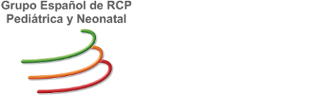 Grupo Español de RCP
Pediátrica y Neonatal